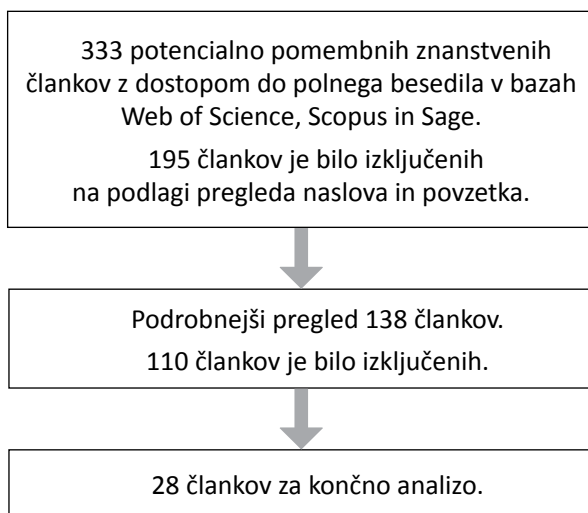 333 potencialno pomembnih znanstvenih
člankov z dostopom do polnega besedila v bazah
Web of Science, Scopus in Sage.
195 člankov je bilo izključenih
na podlagi pregleda naslova in povzetka.
Podrobnejši pregled 138 člankov.
110 člankov je bilo izključenih.
28 člankov za končno analizo.